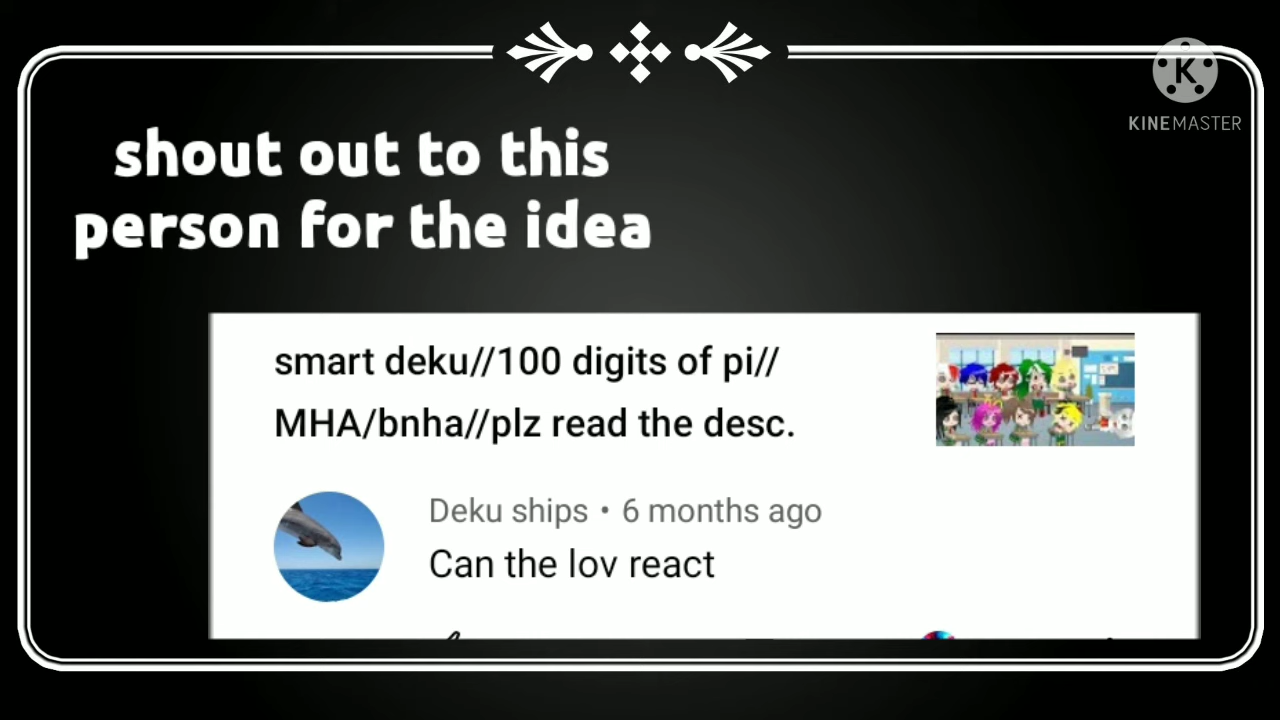 K
KINEMASTER
shout out to this
person for the idea
smart deku//100 digits of pi//
MHA/bnha//plz read the desc.
Deku ships • 6 months ago
Can the lov react